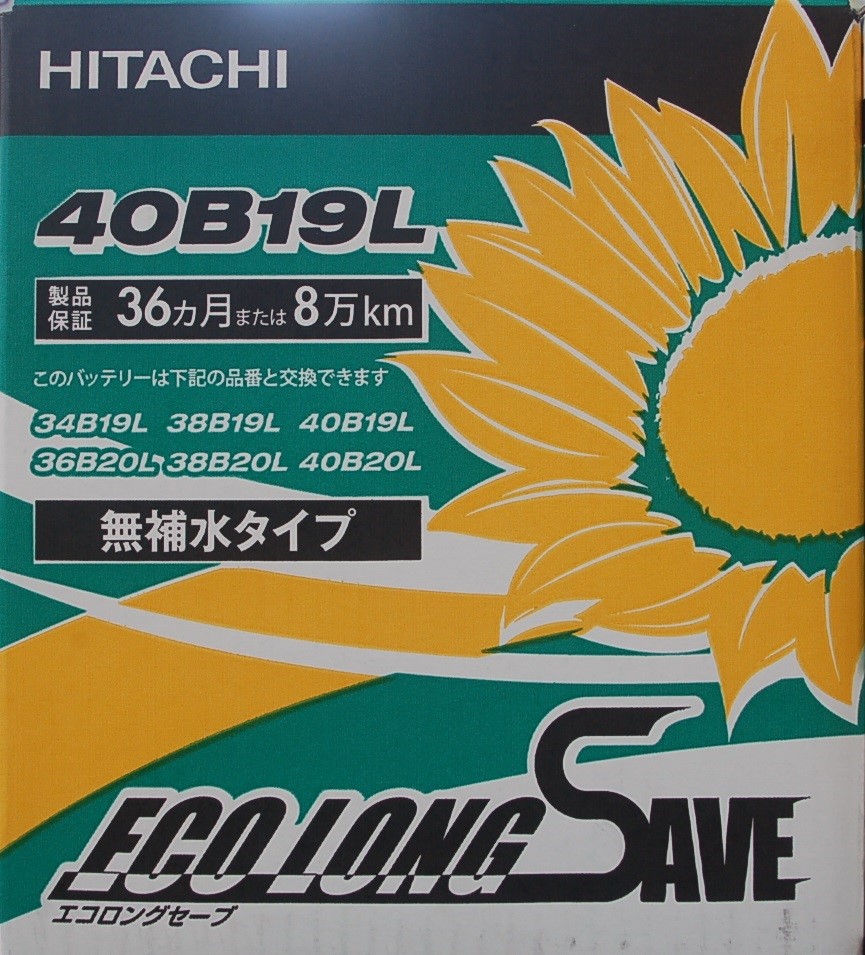 HITACHI
40B19L
製品保証 36カ月または8万km
このバッテリーは下記の品番と交換できます
34B19L 38B19L 40B19L
36B20L 38B20L 40B20L
無補水タイプ
ECO LONG SAVE
エコロングセーブ